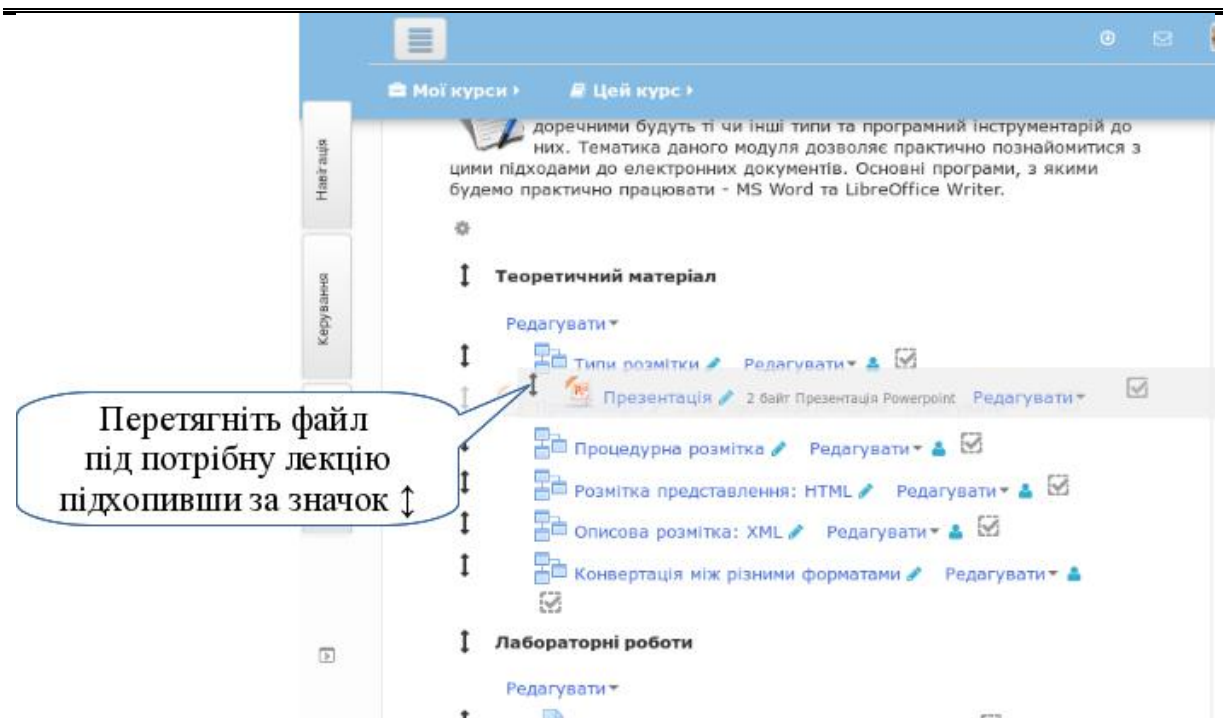 Мої курси
Цей курс
доречними будуть ті чи інші типи та програмний інструментарій до
них. Тематика даного модуля дозволяє практично познайомитися з
цими підходами до електронних документів. Основні програми, з якими
будемо практично працювати - MS Word та LibreOffice Writer.
Навігація
Керування
Теоретичний матеріал
Редагувати
Типи розмітки Редагувати
Презентація 2 байт Презентація Powerpoint Редагувати
Перетягніть файл
під потрібну лекцію
підхопивши за значок ↕
Процедурна розмітка Редагувати
Розмітка представлення: HTML Редагувати
Описова розмітка: XML Редагувати
Конвертація між різними форматами Редагувати
Лабораторні роботи
Редагувати